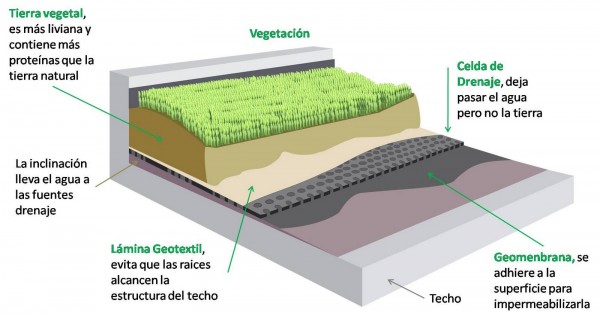 Tierra vegetal,
es más liviana y
contiene más
proteínas que la
tierra natural
Vegetación
Celda de
Drenaje, deja
pasar el agua
pero no la tierra
La inclinación
lleva el agua a
las fuentes
drenaje
Lámina Geotextil,
evita que las raices
alcancen la
estructura del techo
Techo
Geomenbrana, se
adhiere a la
superficie para
impermeabilizarla